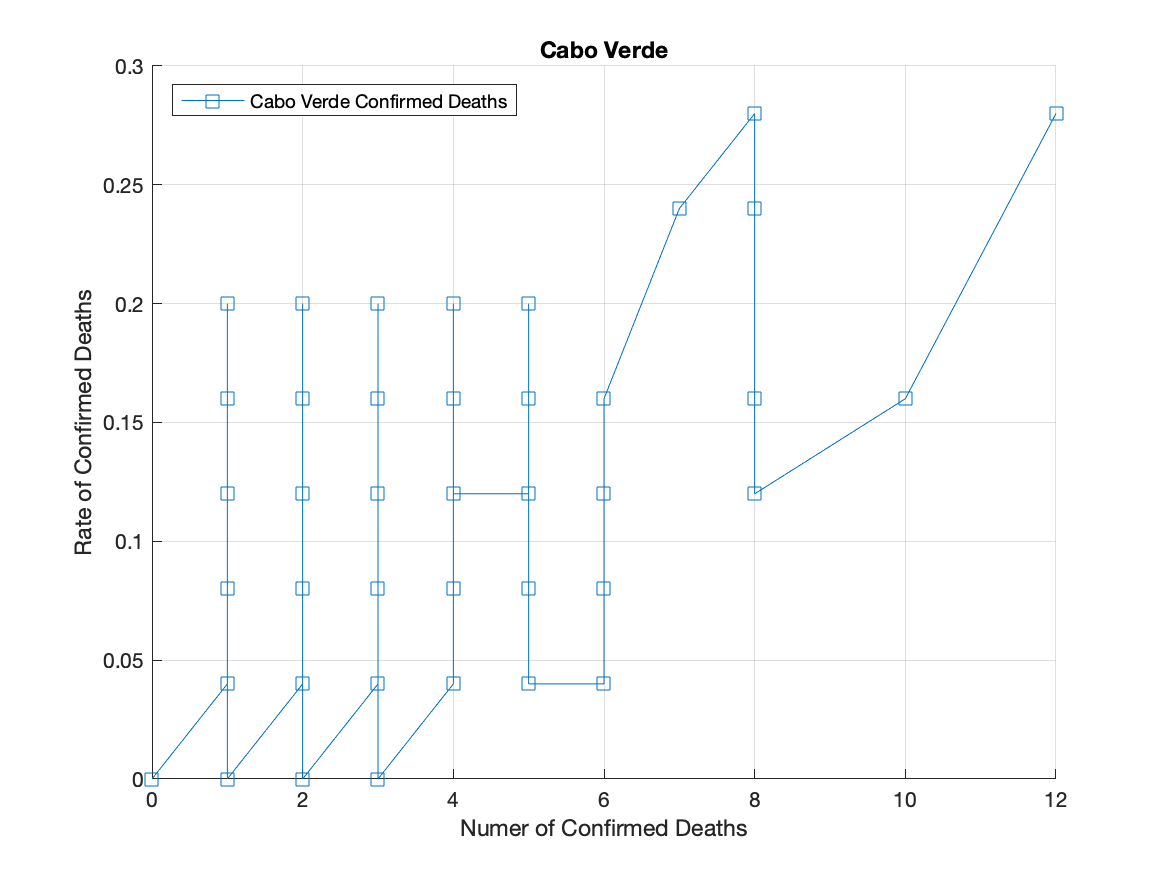 Cabo Verde
Cabo Verde Confirmed Deaths
Rate of Confirmed Deaths
0.3
0.25
0.2
0.15
0.1
0.05
0
0 2 4 6 8 10 12
Numer of Confirmed Deaths